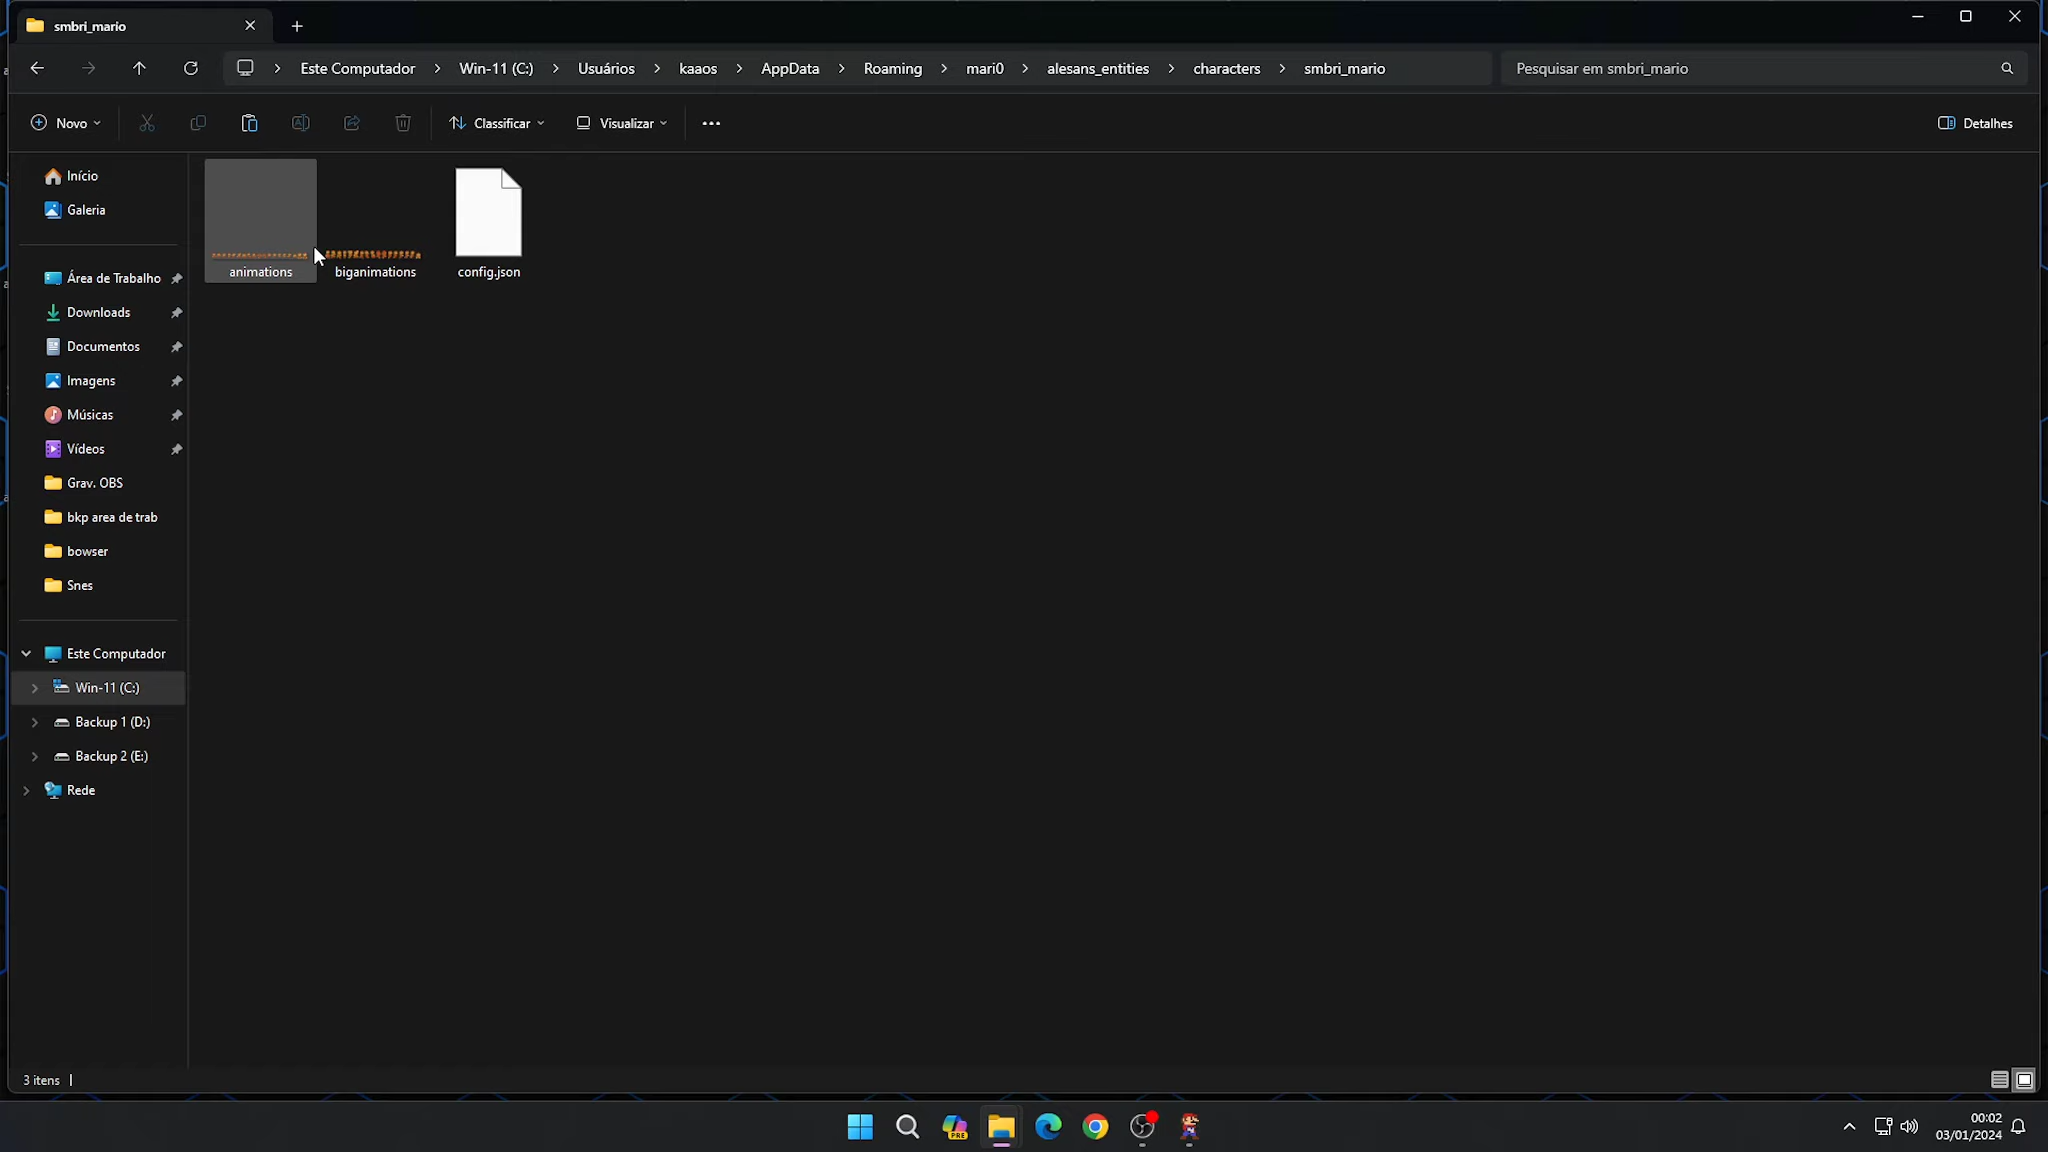 smbri_mario
Este Computador
Win-11 (C:)
Usuários
kaaos
AppData
Roaming
mari0
alesans_entities
characters
smbri_mario
Pesquisar em smbri_mario
Novo
Classificar
Visualizar
Detalhes
Início
Galeria
Área de Trabalho
Downloads
Documentos
Imagens
Músicas
Vídeos
Grav. OBS
bkp area de trab
bowser
Snes
Este Computador
Win-11 (C:)
Backup 1 (D:)
Backup 2 (E:)
Rede
animations
biganimations
config.json
3 itens
PRE
00:02
03/01/2024